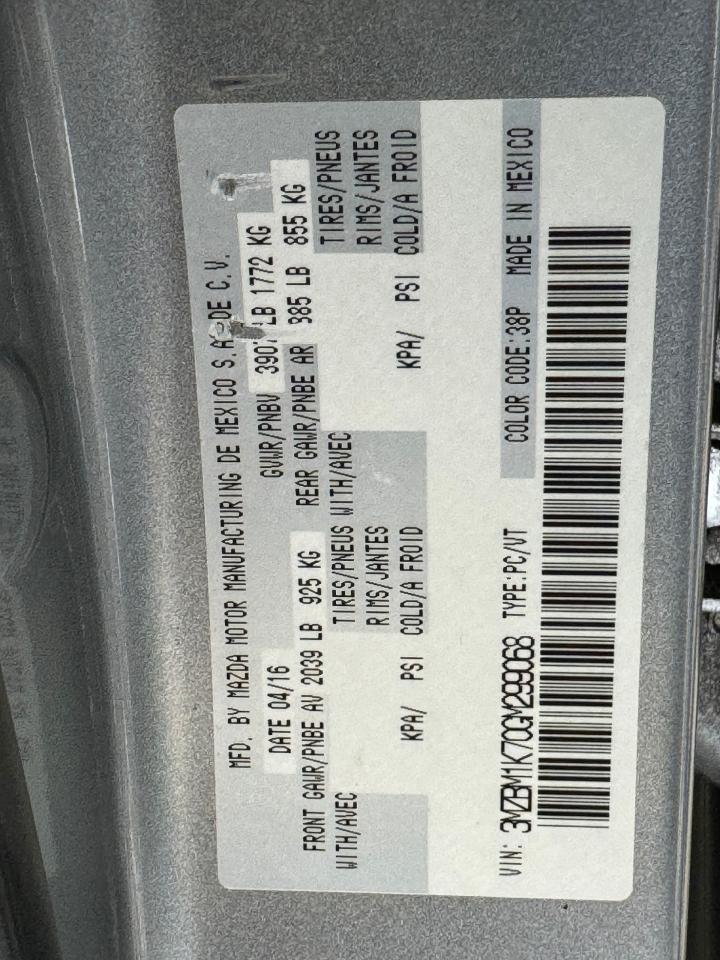 MFD. BY MAZDA MOTOR MANUFACTURING DE MEXICO S.A. DE C.V.
DATE 04/16 GVWR/PNBV 3907 LB 1772 KG
FRONT GAWR/PNBE AV 2039 LB 925 KG REAR GAWR/PNBE AR LB 855 KG
WITH/AVEC TIRES/PNEUS WITH/AVEC TIRES/PNEUS
RIMS/JANTES RIMS/JANTES
KPA/ PSI COLD/A FROID KPA/ PSI COLD/A FROID
VIN: 3MZBM1K70GM299068 TYPE:PC/VT COLOR CODE:38P MADE IN MEXICO